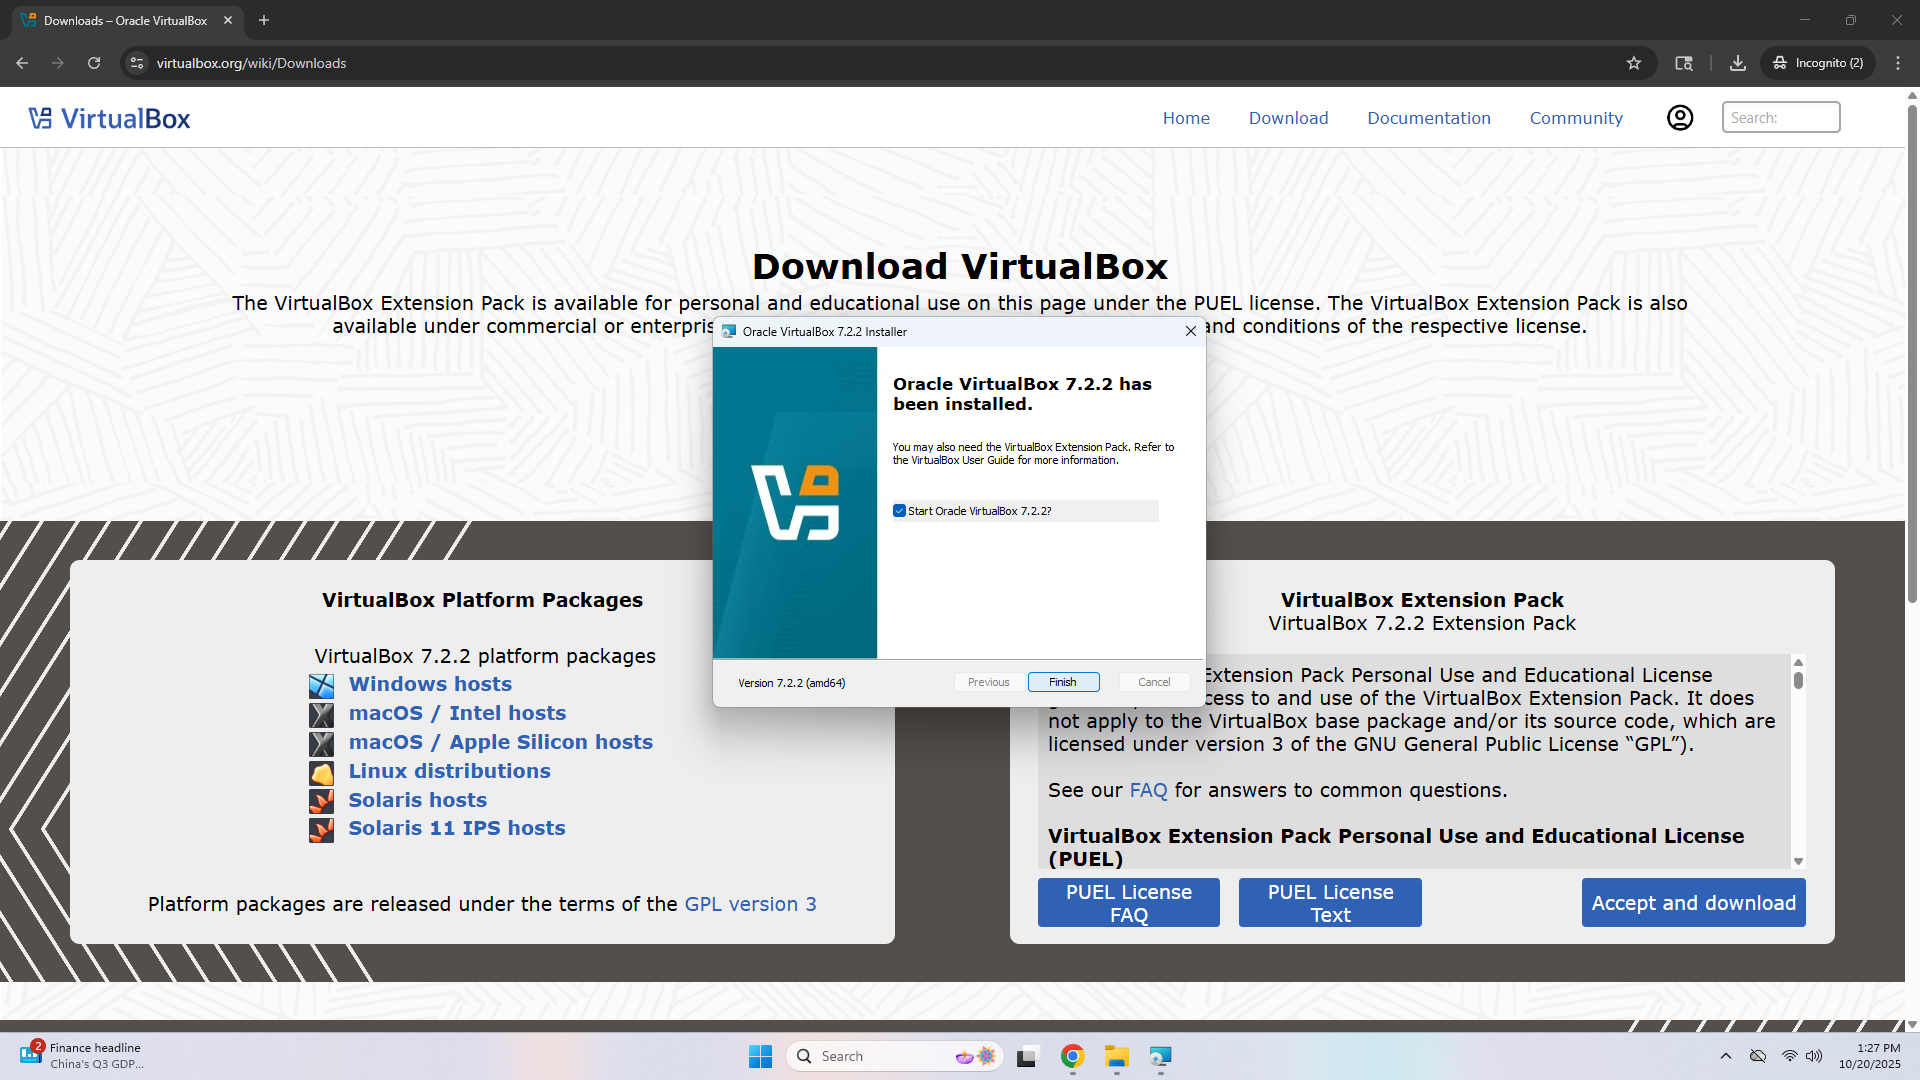 Downloads – Oracle VirtualBox
virtualbox.org/wiki/Downloads
Incognito (2)
VirtualBox
Home
Download
Documentation
Community
Search:
Download VirtualBox
The VirtualBox Extension Pack is available for personal and educational use on this page under the PUEL license. The VirtualBox Extension Pack is also
available under commercial or enterpris
and conditions of the respective license.
Oracle VirtualBox 7.2.2 Installer
Oracle VirtualBox 7.2.2 has
been installed.
You may also need the VirtualBox Extension Pack. Refer to
the VirtualBox User Guide for more information.
Start Oracle VirtualBox 7.2.2?
Version 7.2.2 (amd64)
Previous
Finish
Cancel
VirtualBox Platform Packages
VirtualBox 7.2.2 platform packages
Windows hosts
macOS / Intel hosts
macOS / Apple Silicon hosts
Linux distributions
Solaris hosts
Solaris 11 IPS hosts
Platform packages are released under the terms of the GPL version 3
VirtualBox Extension Pack
VirtualBox 7.2.2 Extension Pack
Extension Pack Personal Use and Educational License
cess to and use of the VirtualBox Extension Pack. It does
not apply to the VirtualBox base package and/or its source code, which are
licensed under version 3 of the GNU General Public License “GPL”).
See our FAQ for answers to common questions.
VirtualBox Extension Pack Personal Use and Educational License
(PUEL)
PUEL License
FAQ
PUEL License
Text
Accept and download
2
Finance headline
China's Q3 GDP...
Search
1:27 PM
10/20/2025